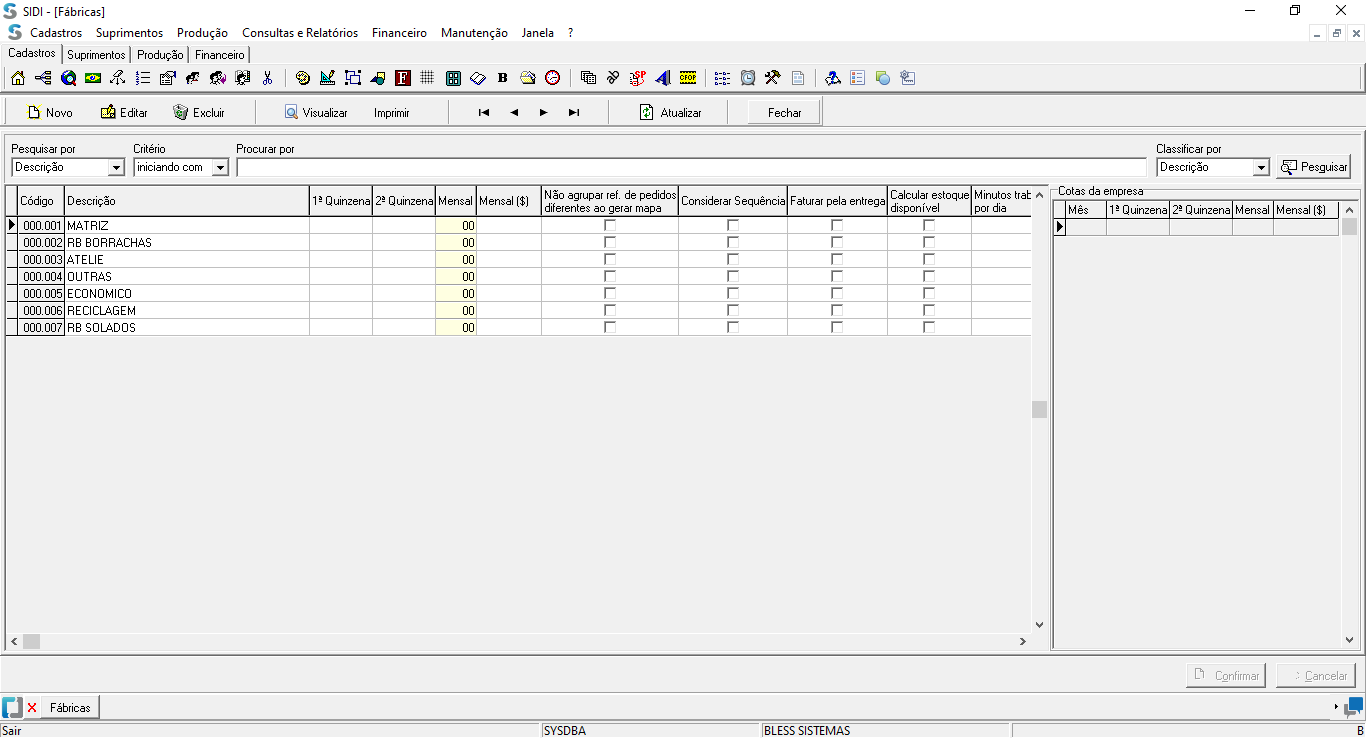 SIDI - [Fábricas]
Cadastros Suprimentos Produção Consultas e Relatórios Financeiro Manutenção Janela ?
Cadastros Suprimentos Produção Financeiro
Novo Editar Excluir Visualizar Imprimir Atualizar Fechar
Pesquisar por Critério Procurar por Classificar por
Descrição iniciando com Descrição Pesquisar
Cotas da empresa
Código Descrição 1ª Quinzena 2ª Quinzena Mensal Mensal ($) Não agrupar ref. de pedidos diferentes ao gerar mapa Considerar Sequência Faturar pela entrega Calcular estoque disponível Minutos trab por dia
Mês 1ª Quinzena 2ª Quinzena Mensal Mensal ($)
000.001 MATRIZ 00
000.002 RB BORRACHAS 00
000.003 ATELIE 00
000.004 OUTRAS 00
000.005 ECONOMICO 00
000.006 RECICLAGEM 00
000.007 RB SOLADOS 00
Confirmar Cancelar
Fábricas
Sair SYSDBA BLESS SISTEMAS B